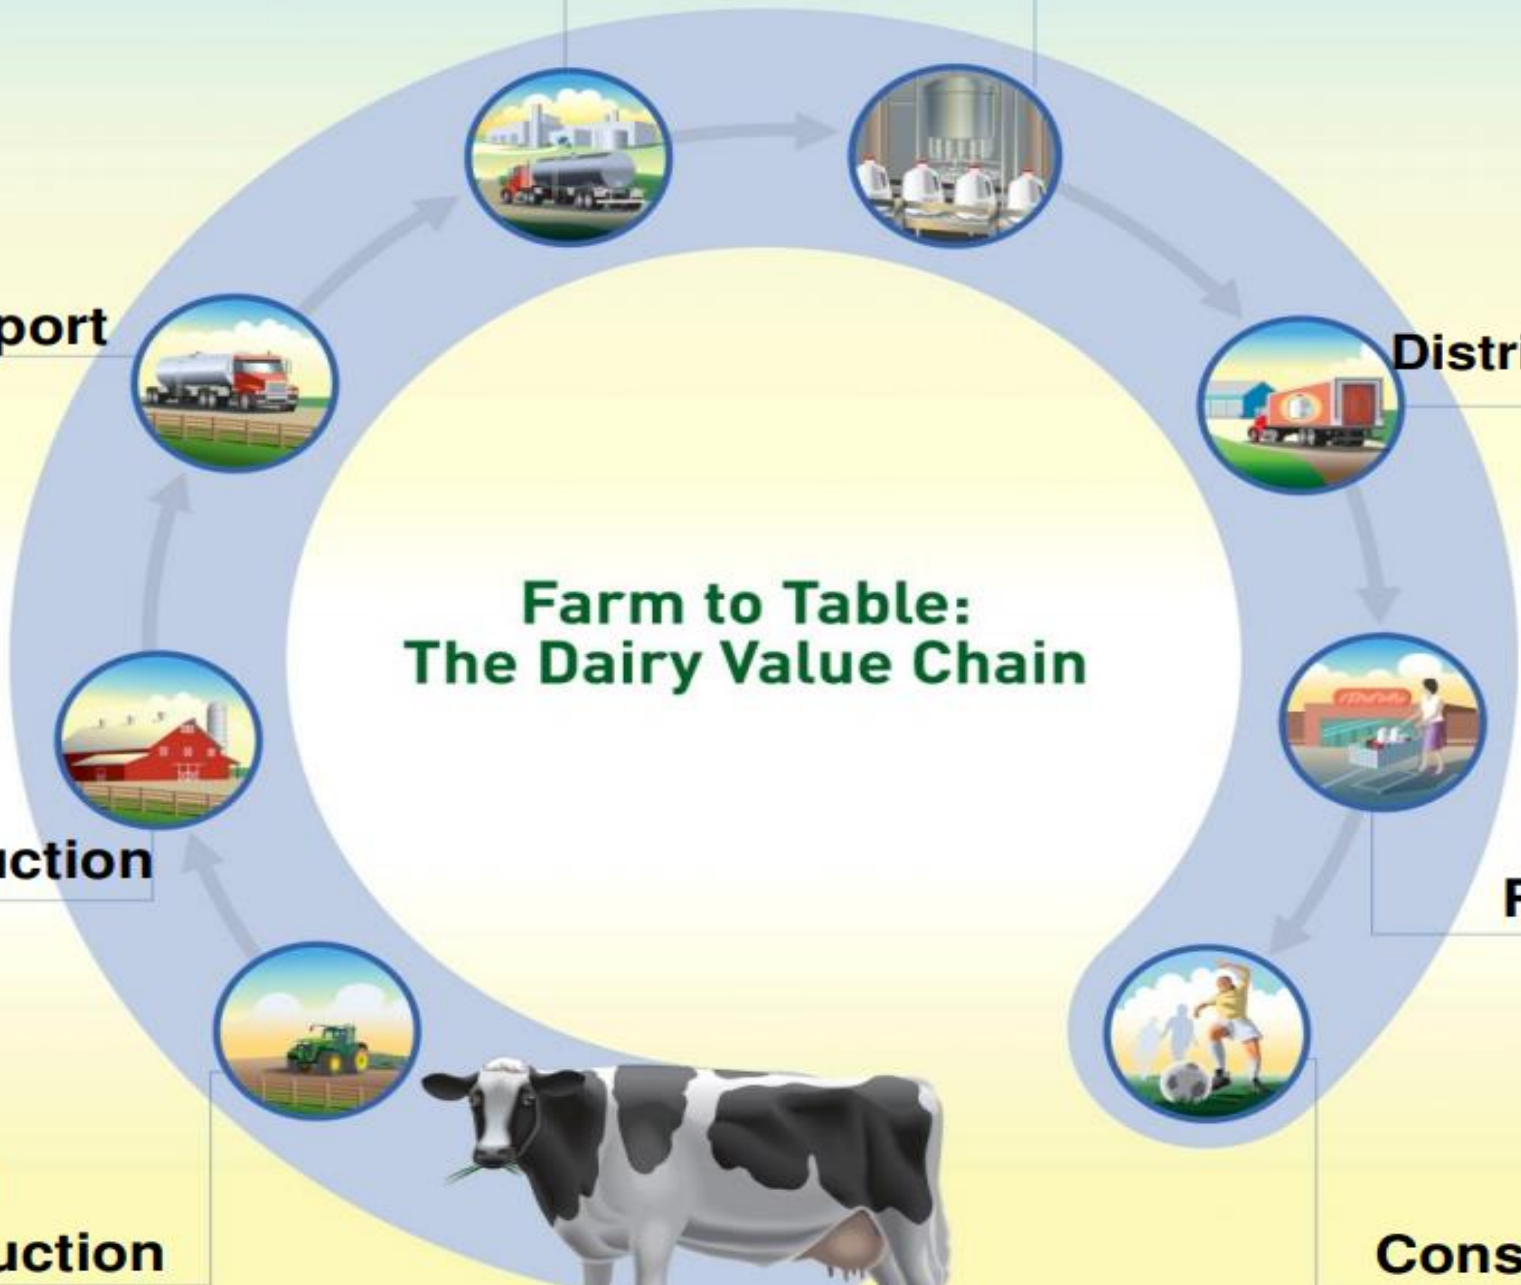 port
Distri
Farm to Table:
The Dairy Value Chain
uction
F
uction
Cons